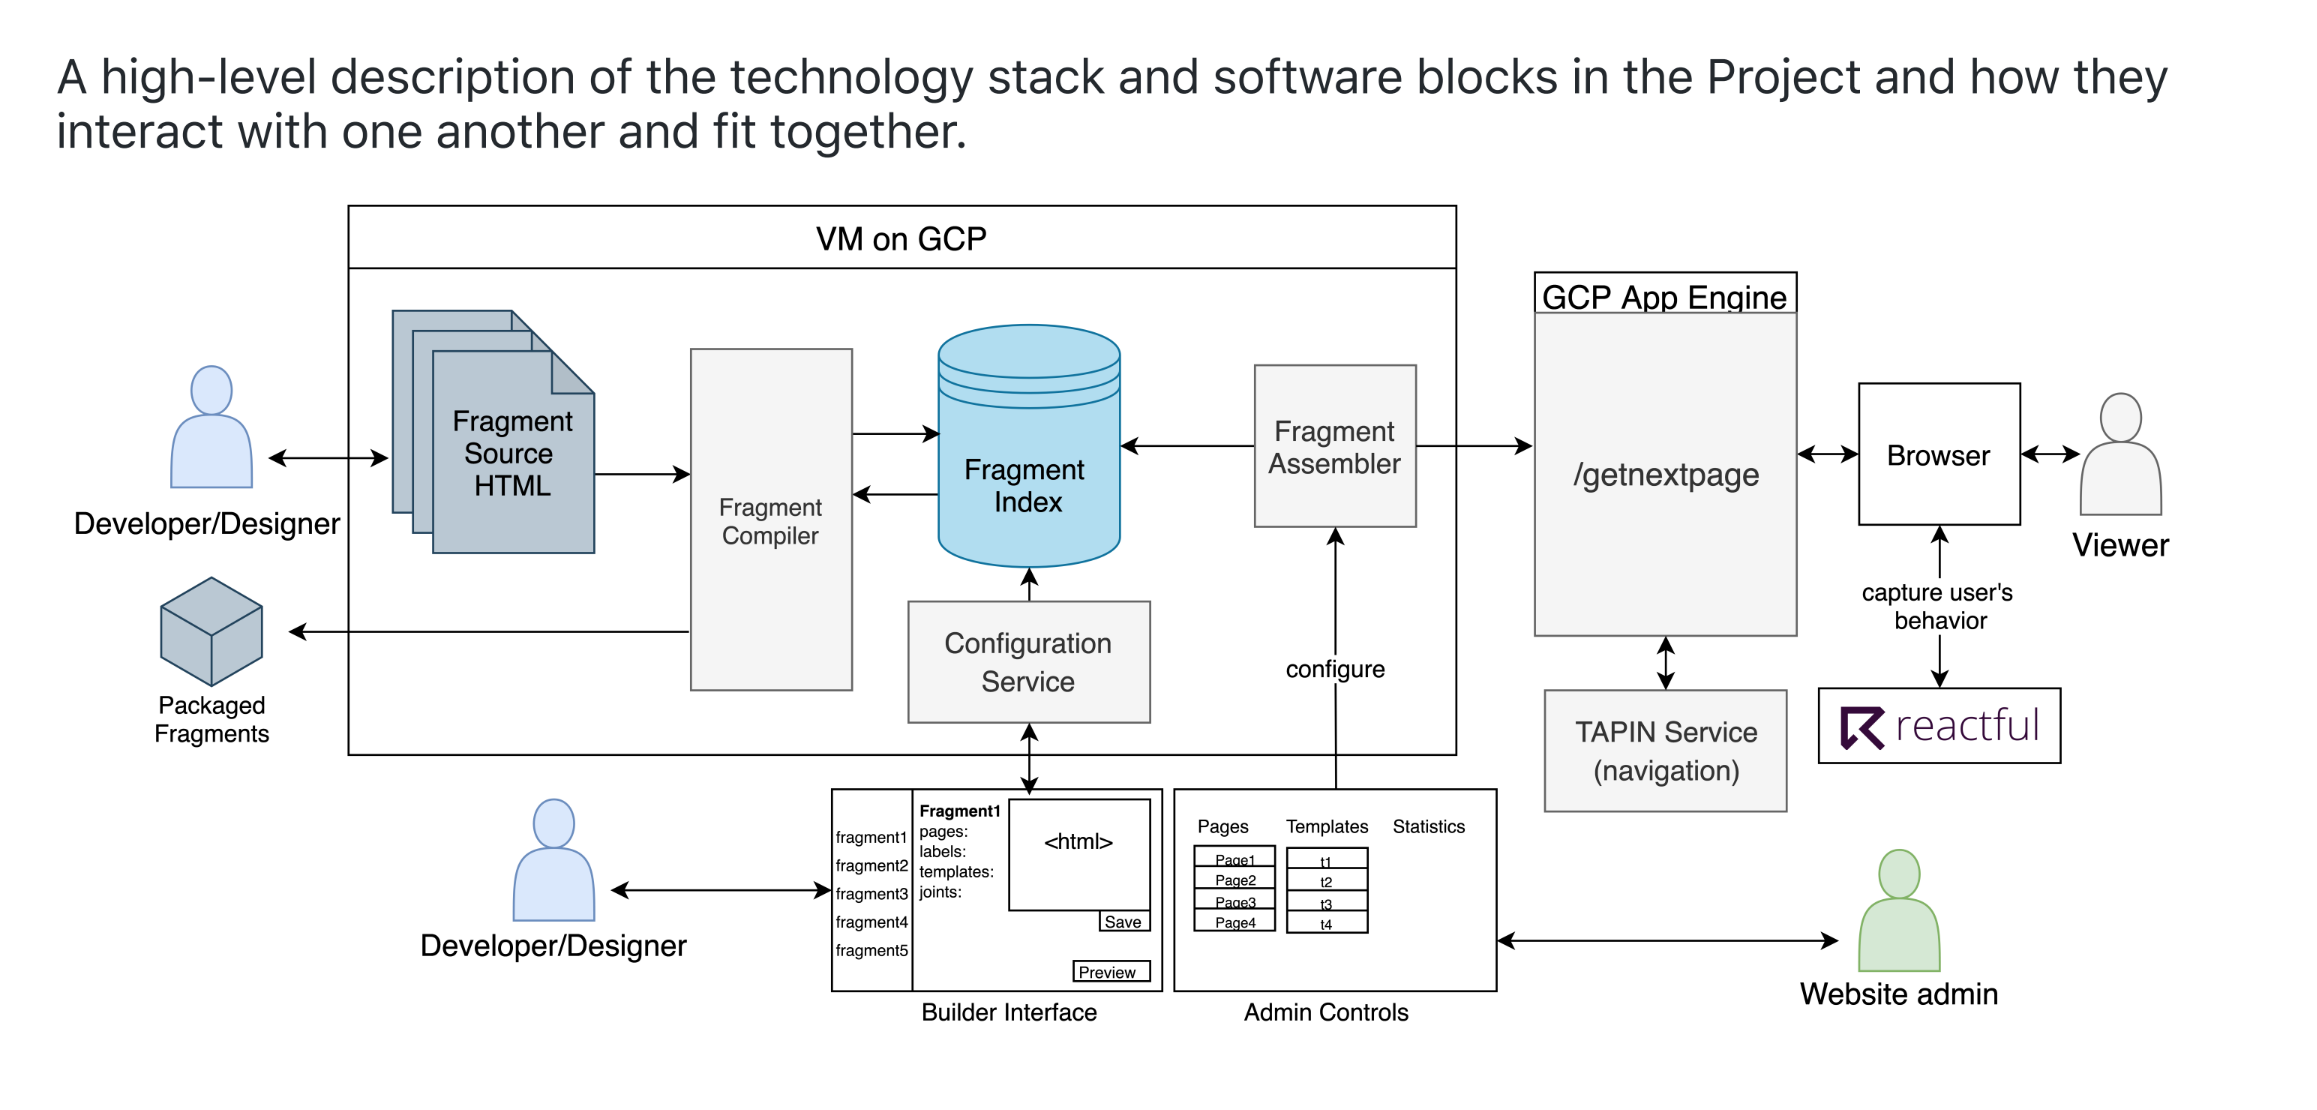 A high-level description of the technology stack and software blocks in the Project and how they
interact with one another and fit together.
VM on GCP
GCP App Engine
Fragment
Source
HTML
Fragment
Compiler
Fragment
Index
Fragment
Assembler
/getnextpage
Browser
Viewer
Developer/Designer
Packaged
Fragments
Configuration
Service
configure
capture user's
behavior
TAPIN Service
(navigation)
reactful
fragment1
fragment2
fragment3
fragment4
fragment5
Fragment1
pages:
labels:
templates:
joints:
<html>
Save
Preview
Builder Interface
Pages
Page1
Page2
Page3
Page4
Templates
t1
t2
t3
t4
Statistics
Admin Controls
Developer/Designer
Website admin